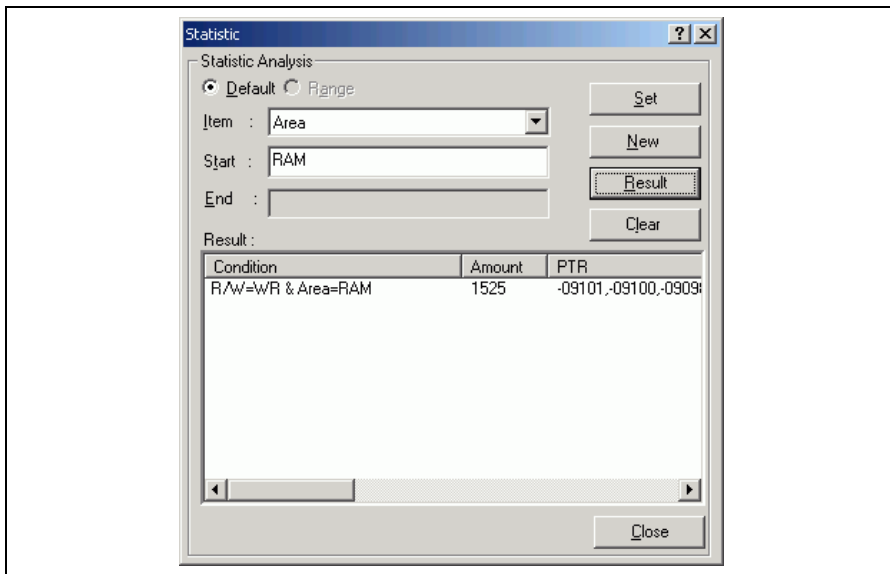 Statistic
Statistic Analysis
Default Range
Set
Item : Area
New
Start : RAM
Result
End :
Clear
Result :
Condition Amount PTR
R/W=WR & Area=RAM 1525 -09101,-09100,-0909
Close